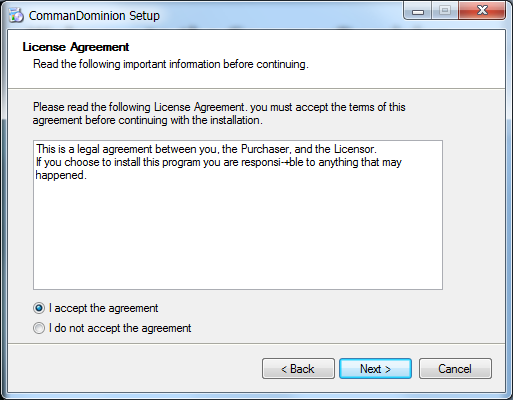 CommanDominion Setup
License Agreement
Read the following important information before continuing.
Please read the following License Agreement. you must accept the terms of this
agreement before continuing with the installation.
This is a legal agreement between you, the Purchaser, and the Licensor.
If you choose to install this program you are responsi-+ble to anything that may
happened.
I accept the agreement
I do not accept the agreement
< Back
Next >
Cancel